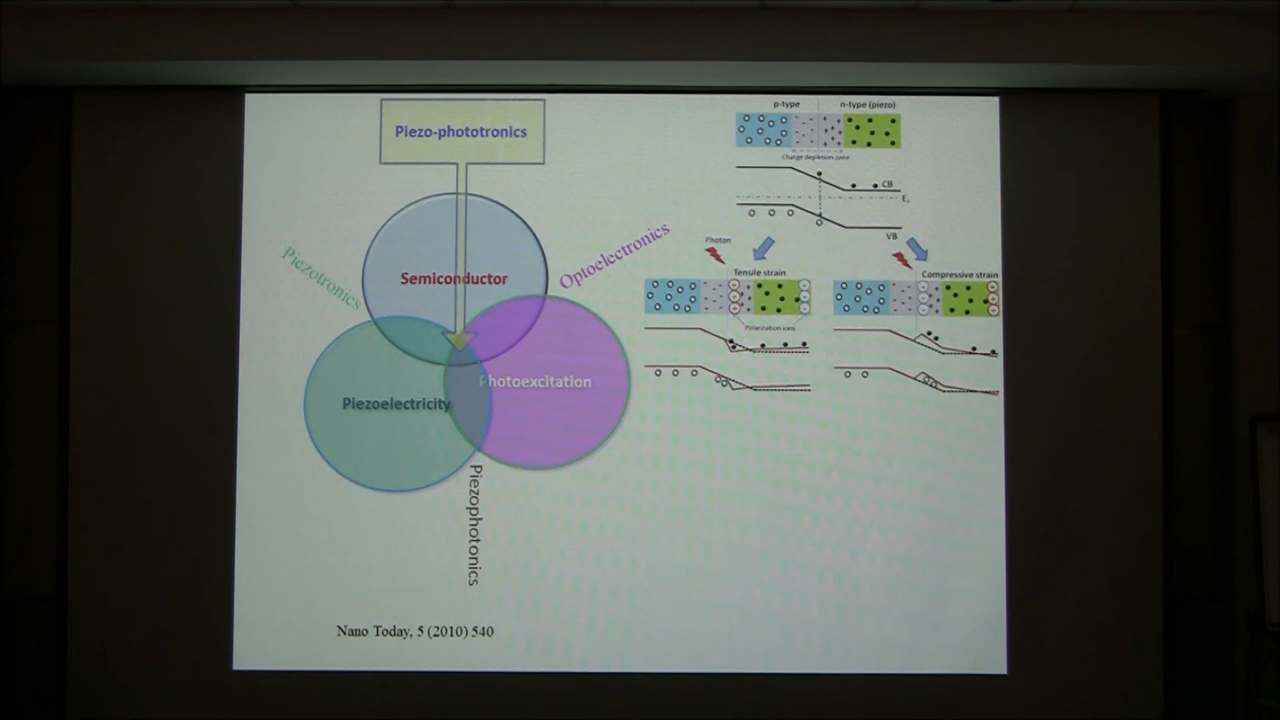 Piezo-phototronics
Semiconductor
Piezotronics
Optoelectronics
Piezoelectricity
Photoexcitation
Piezophotonics
Nano Today, 5 (2010) 540
p-type
n-type (piezo)
Charge depletion zone
CB
VB
Photon
Tensile strain
Compressive strain
Polarization ions